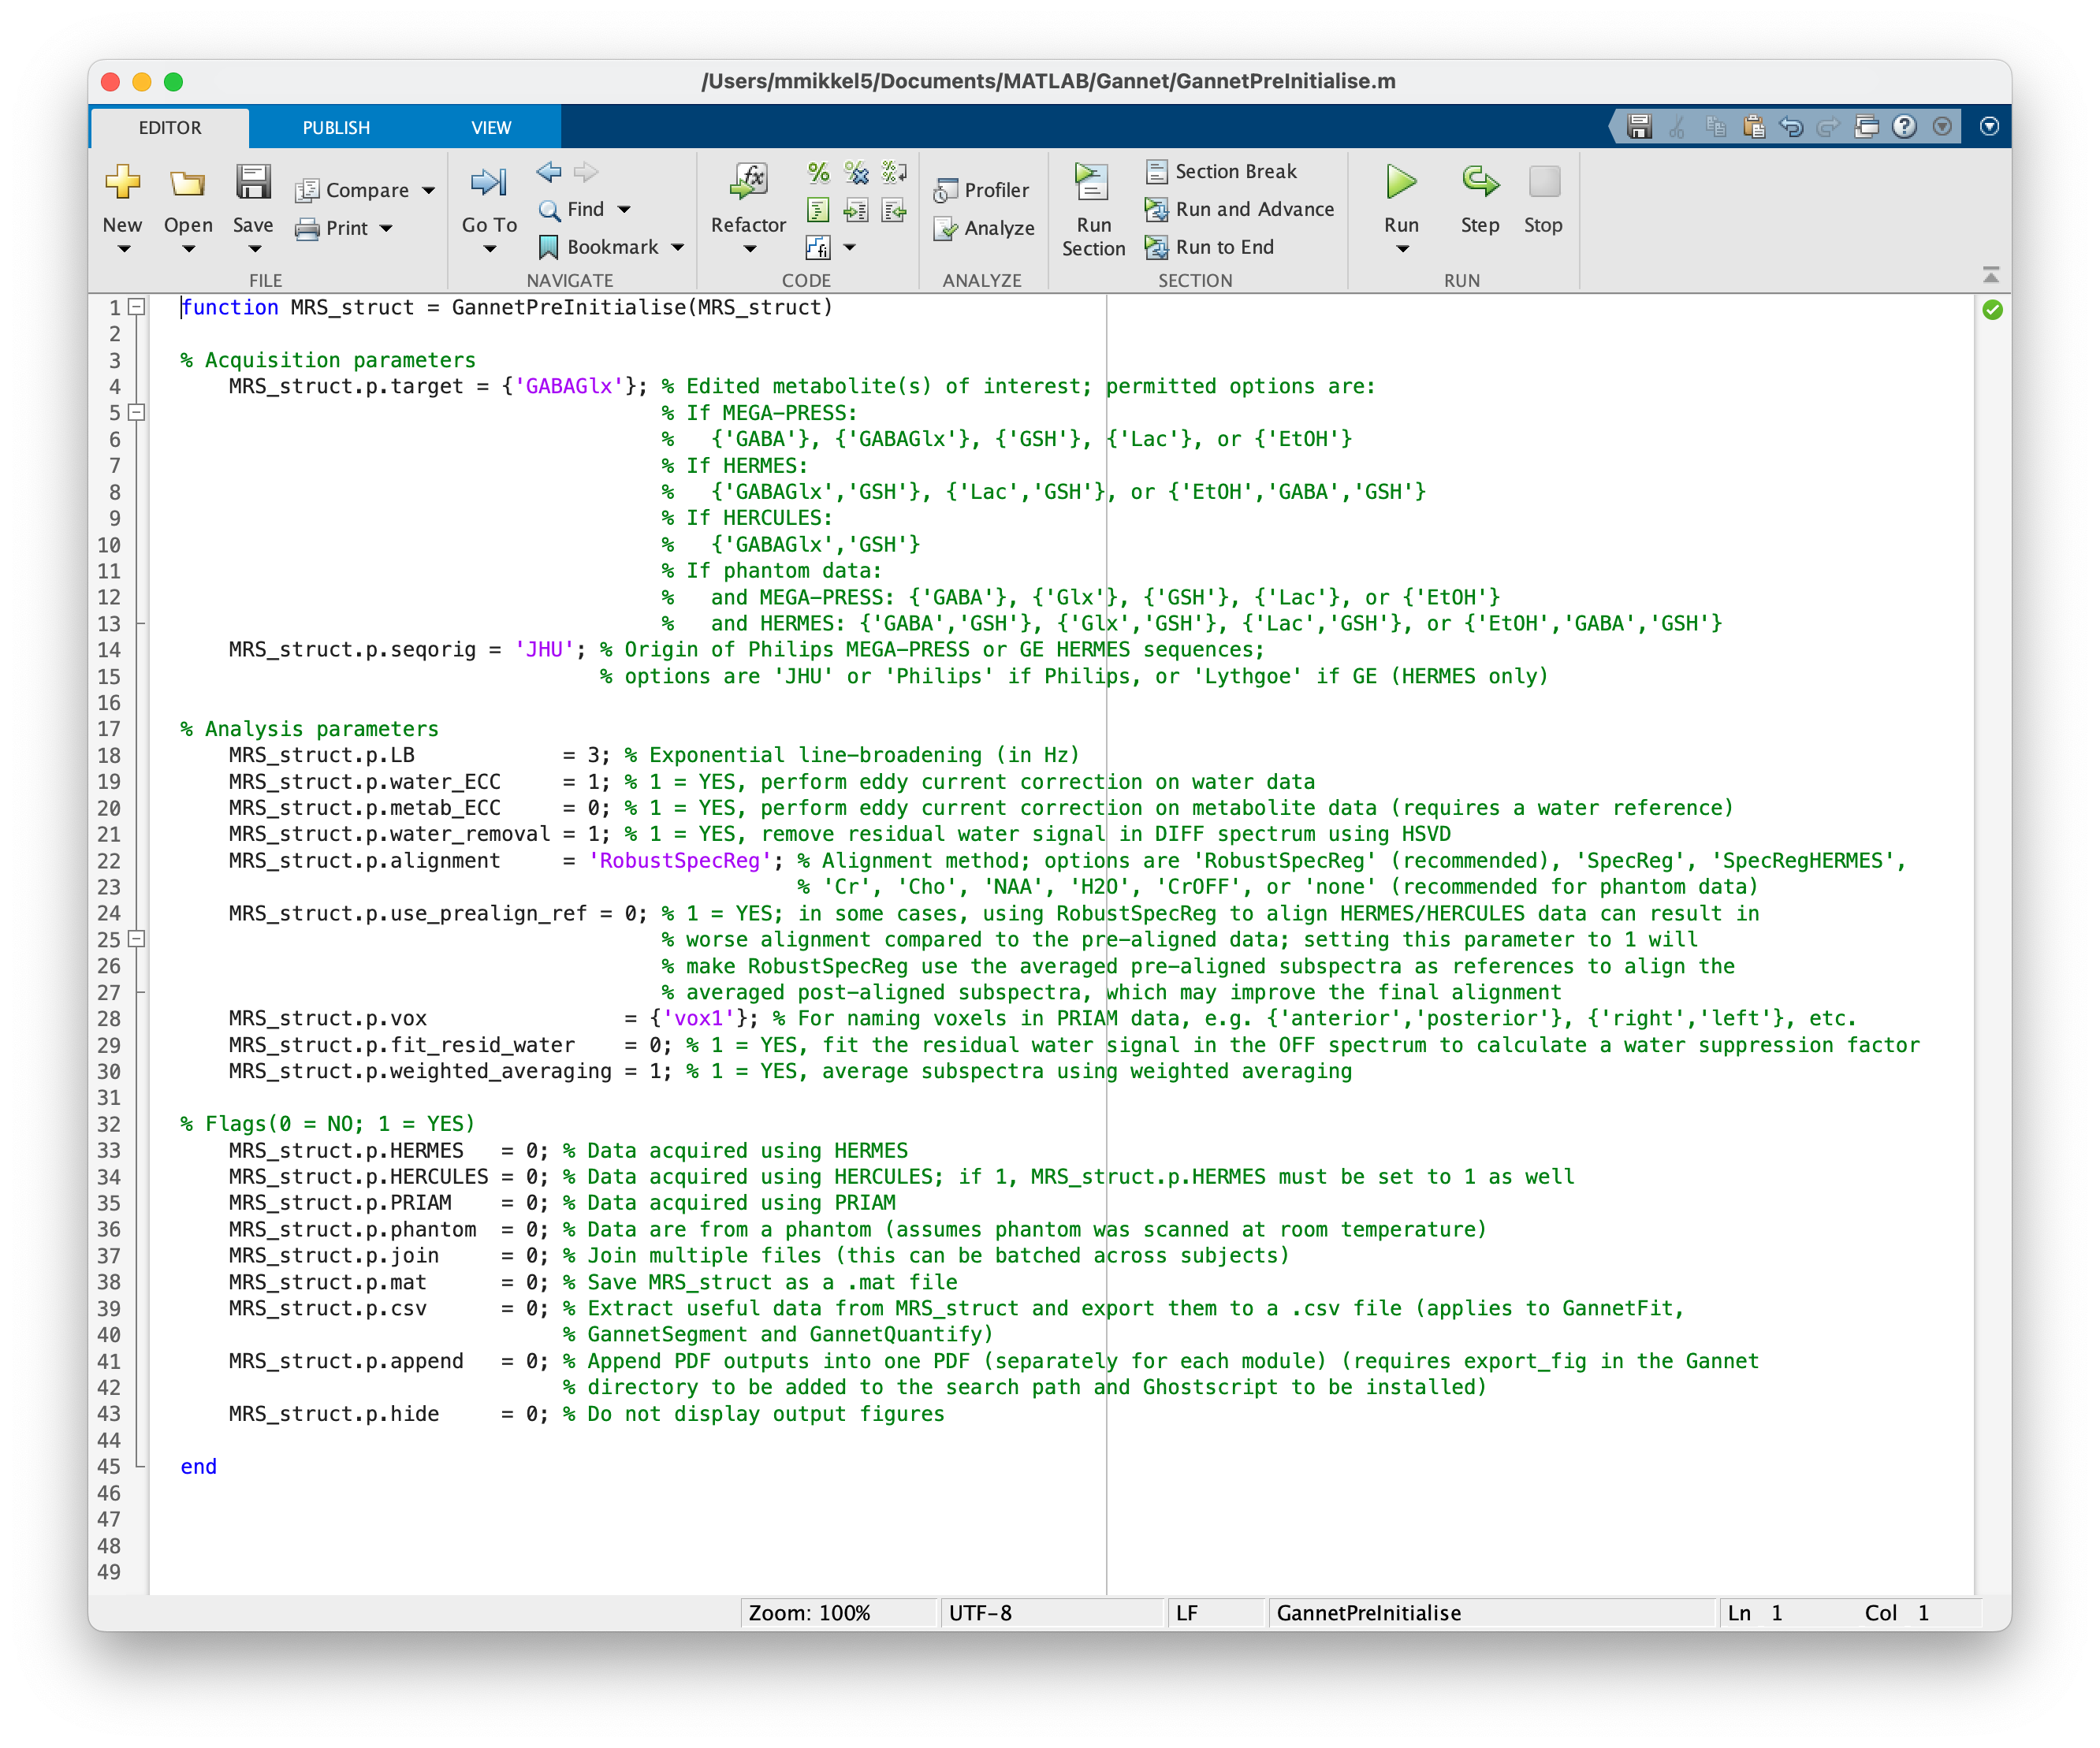 /Users/mmikkel5/Documents/MATLAB/Gannet/GannetPreInitialise.m
EDITOR PUBLISH VIEW
New Open Save Compare Print
FILE
Go To Find Bookmark
NAVIGATE
Refactor
CODE
Profiler Analyze
ANALYZE
Run Section Section Break Run and Advance Run to End
SECTION
Run Step Stop
RUN
1 function MRS_struct = GannetPreInitialise(MRS_struct)
2
3 % Acquisition parameters
4 MRS_struct.p.target = {'GABAGlx'}; % Edited metabolite(s) of interest; permitted options are:
5 % If MEGA-PRESS:
6 %   {'GABA'}, {'GABAGlx'}, {'GSH'}, {'Lac'}, or {'EtOH'}
7 % If HERMES:
8 %   {'GABAGlx','GSH'}, {'Lac','GSH'}, or {'EtOH','GABA','GSH'}
9 % If HERCULES:
10 %   {'GABAGlx','GSH'}
11 % If phantom data:
12 %   and MEGA-PRESS: {'GABA'}, {'Glx'}, {'GSH'}, {'Lac'}, or {'EtOH'}
13 %   and HERMES: {'GABA','GSH'}, {'Glx','GSH'}, {'Lac','GSH'}, or {'EtOH','GABA','GSH'}
14 MRS_struct.p.seqorig = 'JHU'; % Origin of Philips MEGA-PRESS or GE HERMES sequences;
15 % options are 'JHU' or 'Philips' if Philips, or 'Lythgoe' if GE (HERMES only)
16
17 % Analysis parameters
18 MRS_struct.p.LB            = 3; % Exponential line-broadening (in Hz)
19 MRS_struct.p.water_ECC     = 1; % 1 = YES, perform eddy current correction on water data
20 MRS_struct.p.metab_ECC     = 0; % 1 = YES, perform eddy current correction on metabolite data (requires a water reference)
21 MRS_struct.p.water_removal = 1; % 1 = YES, remove residual water signal in DIFF spectrum using HSVD
22 MRS_struct.p.alignment     = 'RobustSpecReg'; % Alignment method; options are 'RobustSpecReg' (recommended), 'SpecReg', 'SpecRegHERMES',
23 % 'Cr', 'Cho', 'NAA', 'H2O', 'CrOFF', or 'none' (recommended for phantom data)
24 MRS_struct.p.use_prealign_ref = 0; % 1 = YES; in some cases, using RobustSpecReg to align HERMES/HERCULES data can result in
25 % worse alignment compared to the pre-aligned data; setting this parameter to 1 will
26 % make RobustSpecReg use the averaged pre-aligned subspectra as references to align the
27 % averaged post-aligned subspectra, which may improve the final alignment
28 MRS_struct.p.vox                = {'vox1'}; % For naming voxels in PRIAM data, e.g. {'anterior','posterior'}, {'right','left'}, etc.
29 MRS_struct.p.fit_resid_water    = 0; % 1 = YES, fit the residual water signal in the OFF spectrum to calculate a water suppression factor
30 MRS_struct.p.weighted_averaging = 1; % 1 = YES, average subspectra using weighted averaging
31
32 % Flags(0 = NO; 1 = YES)
33 MRS_struct.p.HERMES   = 0; % Data acquired using HERMES
34 MRS_struct.p.HERCULES = 0; % Data acquired using HERCULES; if 1, MRS_struct.p.HERMES must be set to 1 as well
35 MRS_struct.p.PRIAM    = 0; % Data acquired using PRIAM
36 MRS_struct.p.phantom  = 0; % Data are from a phantom (assumes phantom was scanned at room temperature)
37 MRS_struct.p.join     = 0; % Join multiple files (this can be batched across subjects)
38 MRS_struct.p.mat      = 0; % Save MRS_struct as a .mat file
39 MRS_struct.p.csv      = 0; % Extract useful data from MRS_struct and export them to a .csv file (applies to GannetFit,
40 % GannetSegment and GannetQuantify)
41 MRS_struct.p.append   = 0; % Append PDF outputs into one PDF (separately for each module) (requires export_fig in the Gannet
42 % directory to be added to the search path and Ghostscript to be installed)
43 MRS_struct.p.hide     = 0; % Do not display output figures
44
45 end
46
47
48
49
Zoom: 100% UTF-8 LF GannetPreInitialise Ln 1 Col 1